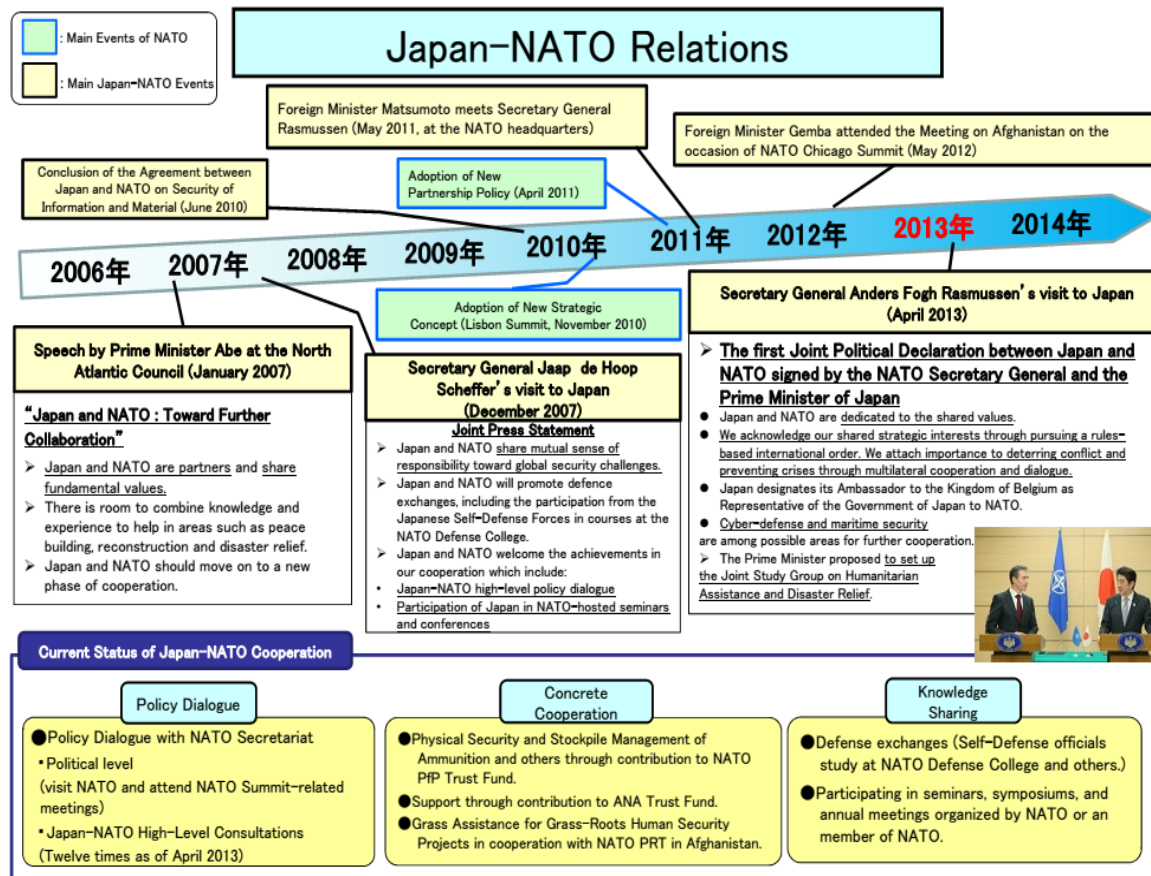 : Main Events of NATO
: Main Japan-NATO Events
Japan-NATO Relations
Foreign Minister Matsumoto meets Secretary General
Rasmussen (May 2011, at the NATO headquarters)
Foreign Minister Gemba attended the Meeting on Afghanistan on the
occasion of NATO Chicago Summit (May 2012)
Conclusion of the Agreement between
Japan and NATO on Security of
Information and Material (June 2010)
Adoption of New
Partnership Policy (April 2011)
2006年 2007年 2008年 2009年 2010年 2011年 2012年 2013年 2014年
Adoption of New Strategic
Concept (Lisbon Summit, November 2010)
Speech by Prime Minister Abe at the North
Atlantic Council (January 2007)
"Japan and NATO : Toward Further
Collaboration"
➢ Japan and NATO are partners and share
fundamental values.
➢ There is room to combine knowledge and
experience to help in areas such as peace
building, reconstruction and disaster relief.
➢ Japan and NATO should move on to a new
phase of cooperation.
Secretary General Jaap de Hoop
Scheffer's visit to Japan
(December 2007)
Joint Press Statement
➢ Japan and NATO share mutual sense of
responsibility toward global security challenges.
➢ Japan and NATO will promote defence
exchanges, including the participation from the
Japanese Self-Defense Forces in courses at the
NATO Defense College.
➢ Japan and NATO welcome the achievements in
our cooperation which include:
• Japan-NATO high-level policy dialogue
• Participation of Japan in NATO-hosted seminars
and conferences
Secretary General Anders Fogh Rasmussen's visit to Japan
(April 2013)
➢ The first Joint Political Declaration between Japan and
NATO signed by the NATO Secretary General and the
Prime Minister of Japan
● Japan and NATO are dedicated to the shared values.
● We acknowledge our shared strategic interests through pursuing a rules-
based international order. We attach importance to deterring conflict and
preventing crises through multilateral cooperation and dialogue.
● Japan designates its Ambassador to the Kingdom of Belgium as
Representative of the Government of Japan to NATO.
● Cyber-defense and maritime security
are among possible areas for further cooperation.
➢ The Prime Minister proposed to set up
the Joint Study Group on Humanitarian
Assistance and Disaster Relief.
Current Status of Japan-NATO Cooperation
Policy Dialogue
●Policy Dialogue with NATO Secretariat
・Political level
(visit NATO and attend NATO Summit-related
meetings)
・Japan-NATO High-Level Consultations
(Twelve times as of April 2013)
Concrete
Cooperation
●Physical Security and Stockpile Management of
Ammunition and others through contribution to NATO
PfP Trust Fund.
●Support through contribution to ANA Trust Fund.
●Grass Assistance for Grass-Roots Human Security
Projects in cooperation with NATO PRT in Afghanistan.
Knowledge
Sharing
●Defense exchanges (Self-Defense officials
study at NATO Defense College and others.)
●Participating in seminars, symposiums, and
annual meetings organized by NATO or an
member of NATO.